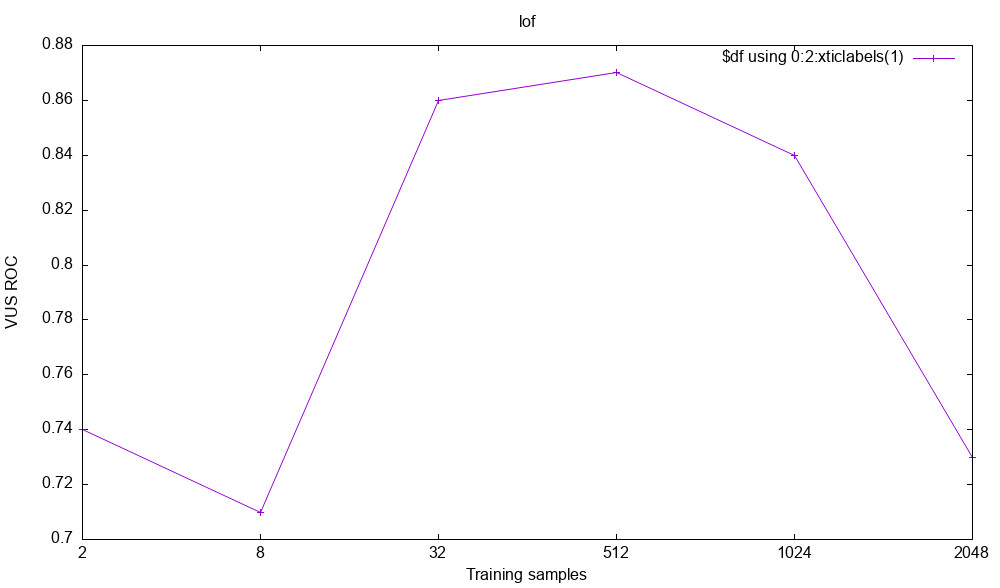 lof
$df using 0:2:xticlabels(1)
0.88
0.86
0.84
0.82
0.8
0.78
0.76
0.74
0.72
0.7
VUS ROC
2 8 32 512 1024 2048
Training samples